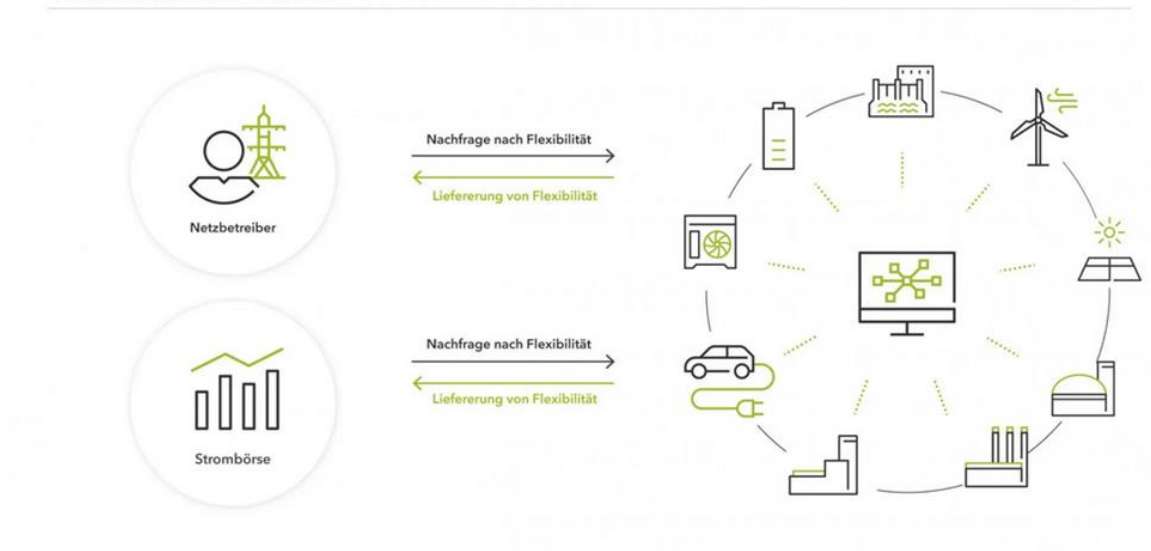 Nachfrage nach Flexibilität
Liefererung von Flexibilität
Netzbetreiber
Nachfrage nach Flexibilität
Liefererung von Flexibilität
Strombörse